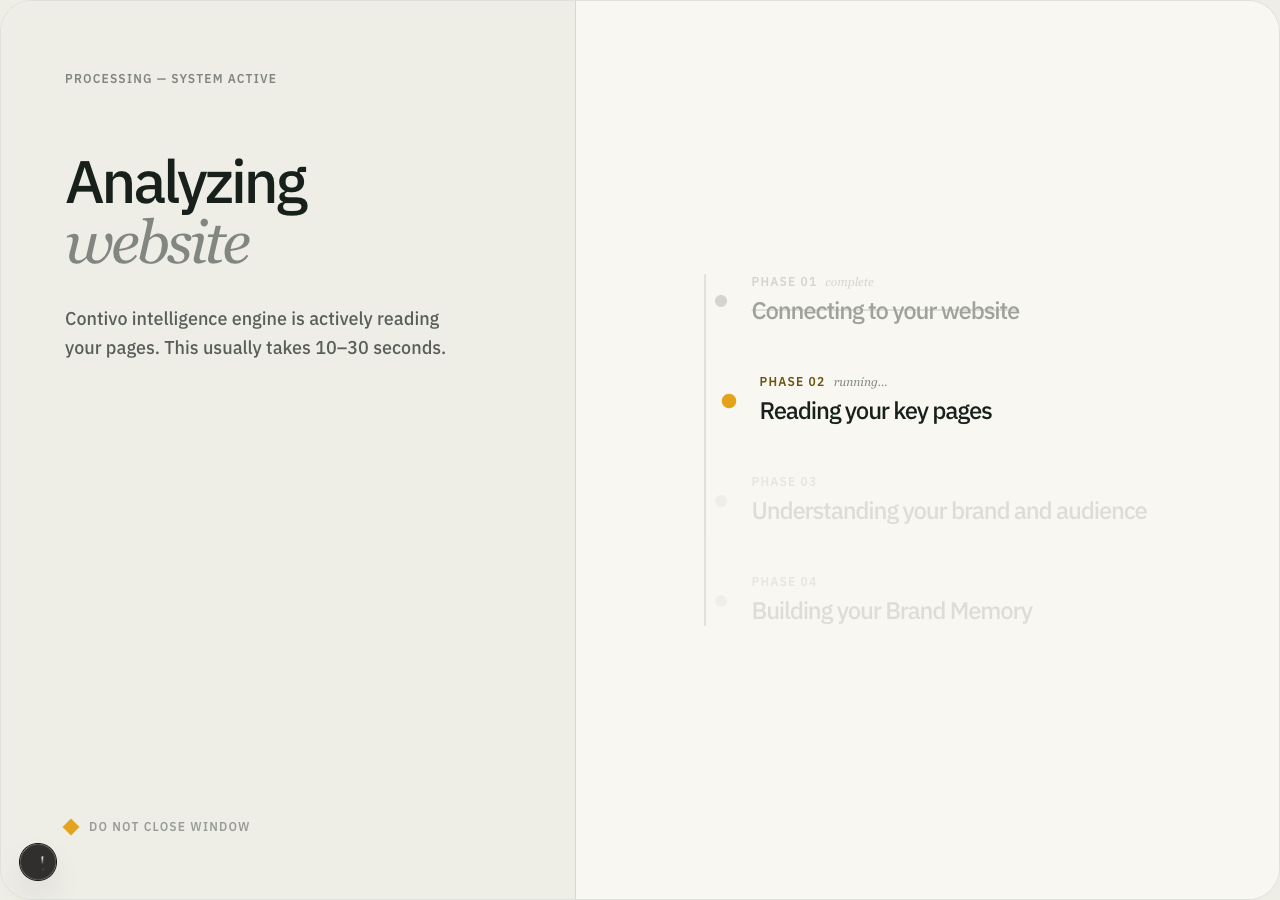 PROCESSING — SYSTEM ACTIVE
Analyzing
website
Contivo intelligence engine is actively reading
your pages. This usually takes 10–30 seconds.
DO NOT CLOSE WINDOW
PHASE 01 complete
Connecting to your website
PHASE 02 running...
Reading your key pages
PHASE 03
Understanding your brand and audience
PHASE 04
Building your Brand Memory